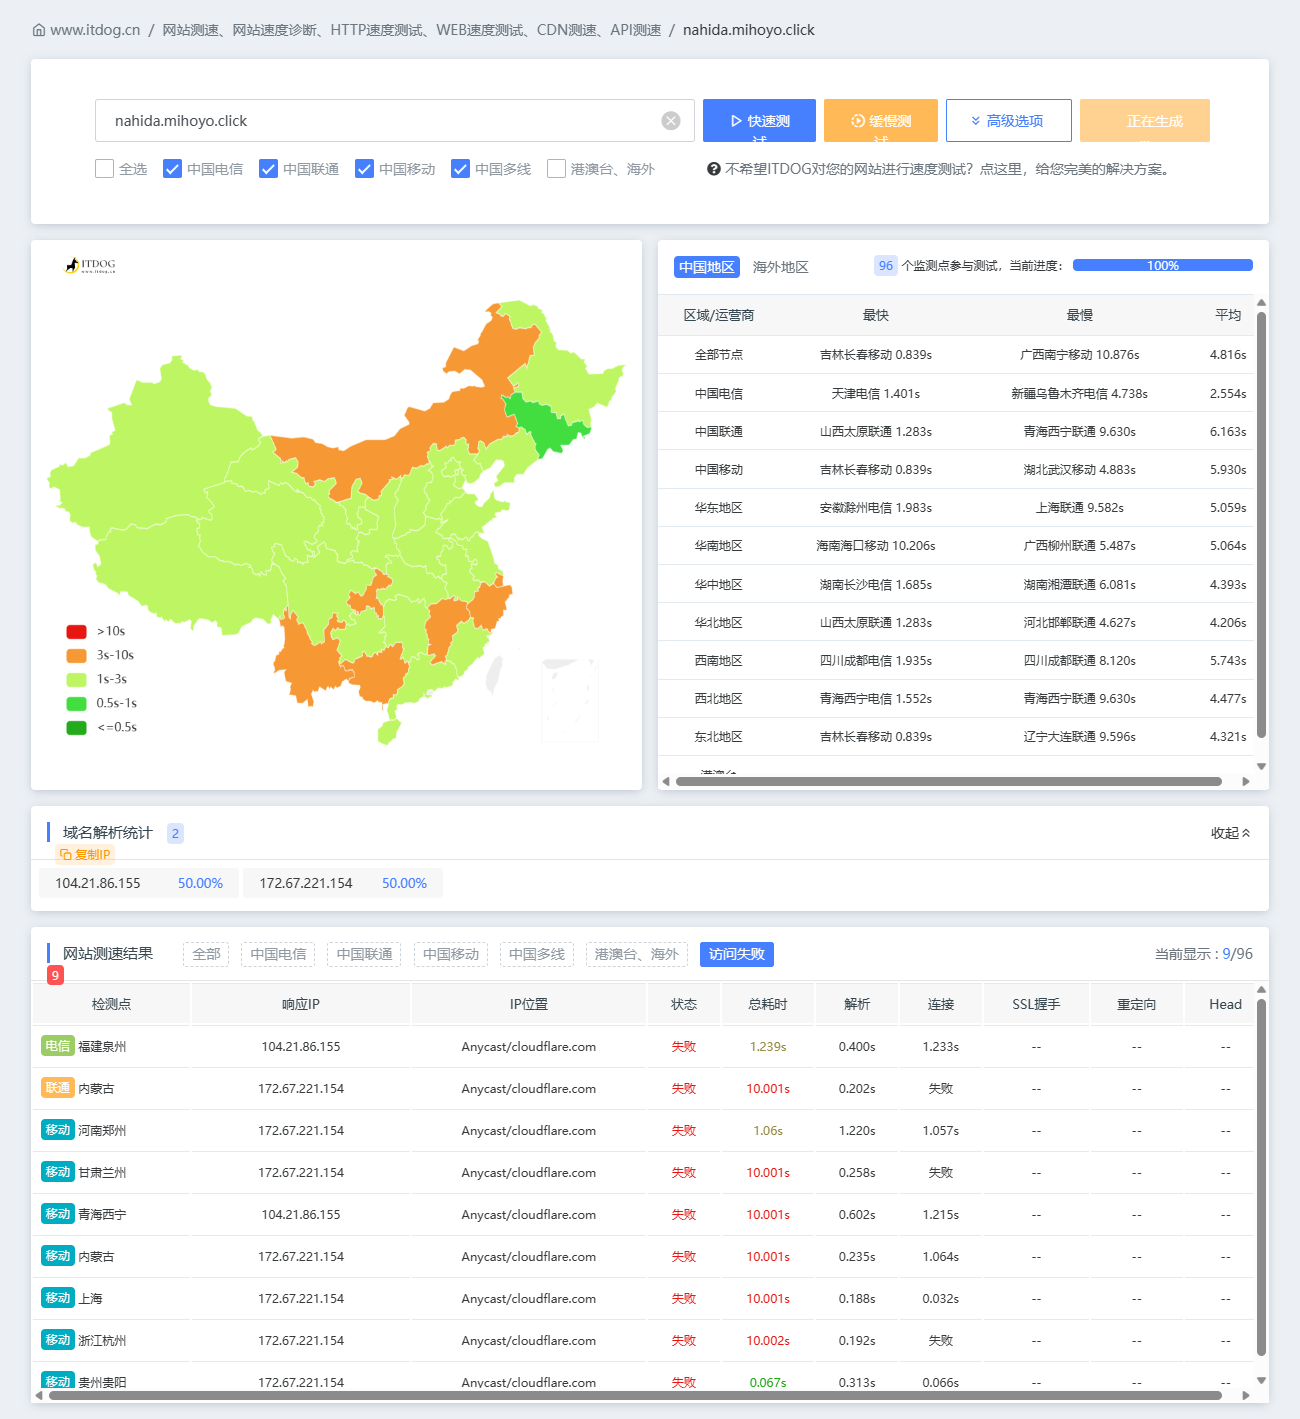 www.itdog.cn / 网站测速、网站速度诊断、HTTP速度测试、WEB速度测试、CDN测速、API测速 / nahida.mihoyo.click
nahida.mihoyo.click
快速测试
缓慢测试
高级选项
正在生成
全选 中国电信 中国联通 中国移动 中国多线 港澳台、海外
不希望ITDOG对您的网站进行速度测试？点这里，给您完美的解决方案。
ITDOG
www.itdog.cn
>10s
3s-10s
1s-3s
0.5s-1s
<=0.5s
中国地区 海外地区 96 个监测点参与测试，当前进度： 100%
区域/运营商 最快 最慢 平均
全部节点 吉林长春移动 0.839s 广西南宁移动 10.876s 4.816s
中国电信 天津电信 1.401s 新疆乌鲁木齐电信 4.738s 2.554s
中国联通 山西太原联通 1.283s 青海西宁联通 9.630s 6.163s
中国移动 吉林长春移动 0.839s 湖北武汉移动 4.883s 5.930s
华东地区 安徽滁州电信 1.983s 上海联通 9.582s 5.059s
华南地区 海南海口移动 10.206s 广西柳州联通 5.487s 5.064s
华中地区 湖南长沙电信 1.685s 湖南湘潭联通 6.081s 4.393s
华北地区 山西太原联通 1.283s 河北邯郸联通 4.627s 4.206s
西南地区 四川成都电信 1.935s 四川成都联通 8.120s 5.743s
西北地区 青海西宁电信 1.552s 青海西宁联通 9.630s 4.477s
东北地区 吉林长春移动 0.839s 辽宁大连联通 9.596s 4.321s
港澳台
域名解析统计 2 收起
复制IP
104.21.86.155 50.00% 172.67.221.154 50.00%
网站测速结果 全部 中国电信 中国联通 中国移动 中国多线 港澳台、海外 访问失败 当前显示 : 9/96
9
检测点 响应IP IP位置 状态 总耗时 解析 连接 SSL握手 重定向 Head
电信 福建泉州 104.21.86.155 Anycast/cloudflare.com 失败 1.239s 0.400s 1.233s -- -- --
联通 内蒙古 172.67.221.154 Anycast/cloudflare.com 失败 10.001s 0.202s 失败 -- -- --
移动 河南郑州 172.67.221.154 Anycast/cloudflare.com 失败 1.06s 1.220s 1.057s -- -- --
移动 甘肃兰州 172.67.221.154 Anycast/cloudflare.com 失败 10.001s 0.258s 失败 -- -- --
移动 青海西宁 104.21.86.155 Anycast/cloudflare.com 失败 10.001s 0.602s 1.215s -- -- --
移动 内蒙古 172.67.221.154 Anycast/cloudflare.com 失败 10.001s 0.235s 1.064s -- -- --
移动 上海 172.67.221.154 Anycast/cloudflare.com 失败 10.001s 0.188s 0.032s -- -- --
移动 浙江杭州 172.67.221.154 Anycast/cloudflare.com 失败 10.002s 0.192s 失败 -- -- --
移动 贵州贵阳 172.67.221.154 Anycast/cloudflare.com 失败 0.067s 0.313s 0.066s -- -- --